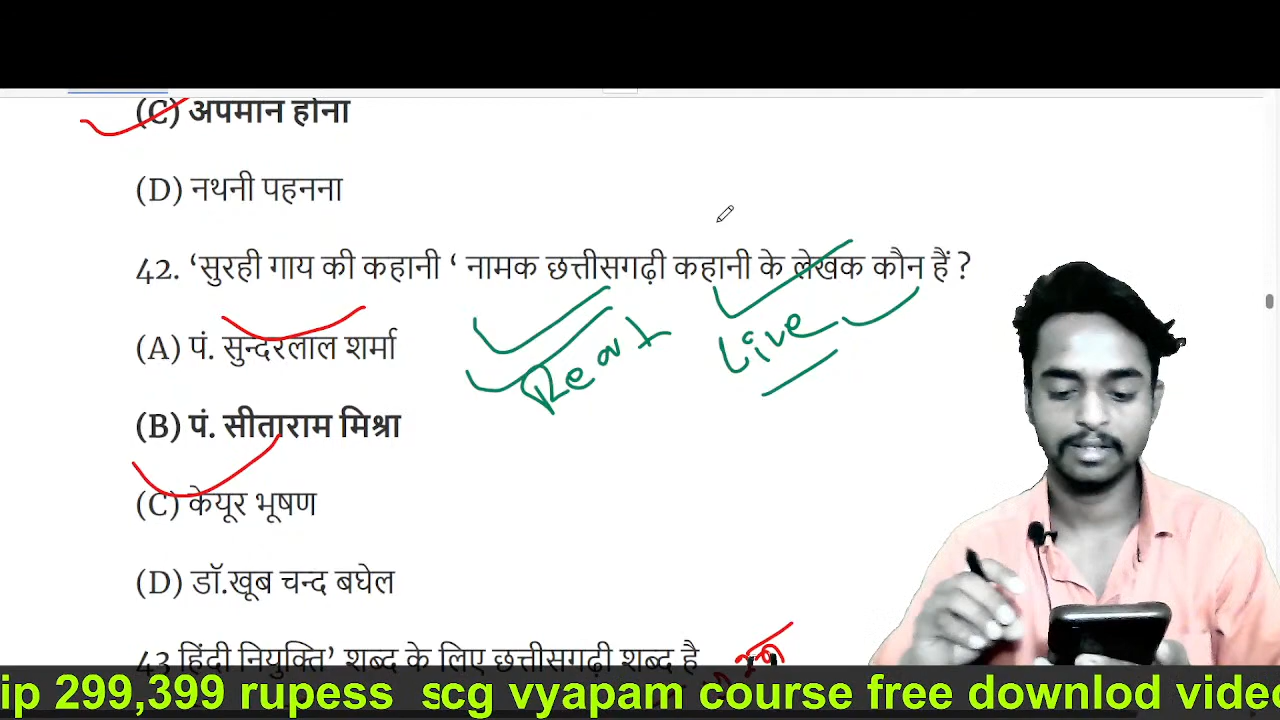 (C) अपमान होना
(D) नथनी पहनना
42. ‘सुरही गाय की कहानी ‘ नामक छत्तीसगढ़ी कहानी के लेखक कौन हैं ?
(A) पं. सुन्दरलाल शर्मा
Live
(B) पं. सीताराम मिश्रा
(C) केयूर भूषण
(D) डॉ.खूब चन्द बघेल
43 हिंदी नियुक्ति’ शब्द के लिए छत्तीसगढ़ी शब्द है
ip 299,399 rupess scg vyapam course free downlod vide